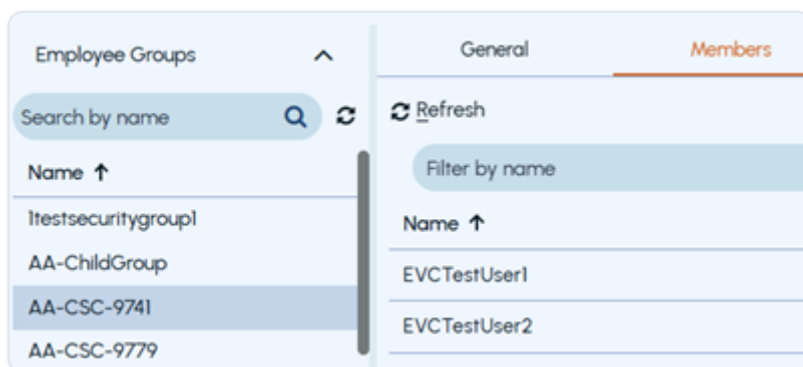 Employee Groups
Search by name
Name ↑
1testsecuritygroup1
AA-ChildGroup
AA-CSC-9741
AA-CSC-9779
General
Members
Refresh
Filter by name
Name ↑
EVCTestUser1
EVCTestUser2